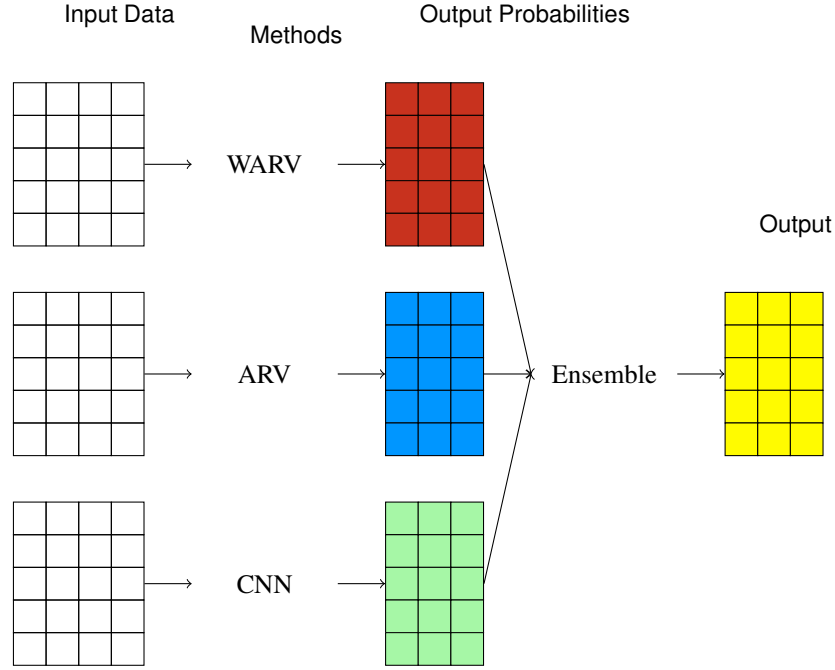 Input Data
Methods
Output Probabilities
WARV
Output
ARV
Ensemble
CNN